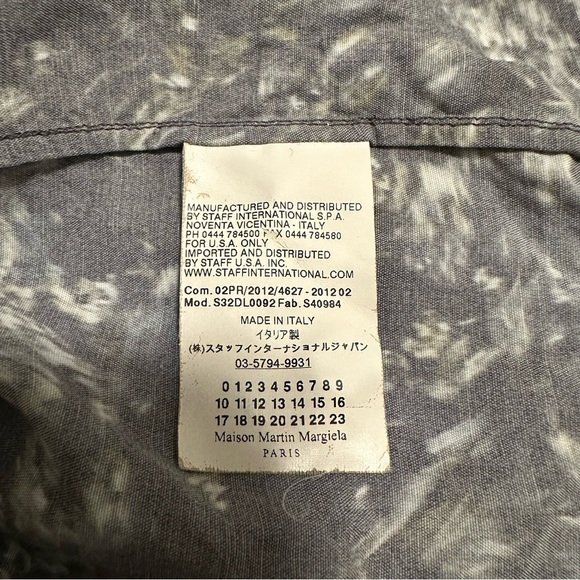 MANUFACTURED AND DISTRIBUTED
BY STAFF INTERNATIONAL S.P.A.
NOVENTA VICENTINA - ITALY
PH 0444 784500 FAX 0444 784580
FOR U.S.A. ONLY
IMPORTED AND DISTRIBUTED
BY STAFF U.S.A. INC.
WWW.STAFFINTERNATIONAL.COM
Com. 02PR/2012/4627 - 2012 02
Mod. S32DL0092 Fab. S40984
MADE IN ITALY
イタリア製
(株)スタッフインターナショナルジャパン
03-5794-9931
0 1 2 3 4 5 6 7 8 9
10 11 12 13 14 15 16
17 18 19 20 21 22 23
Maison Martin Margiela
PARIS